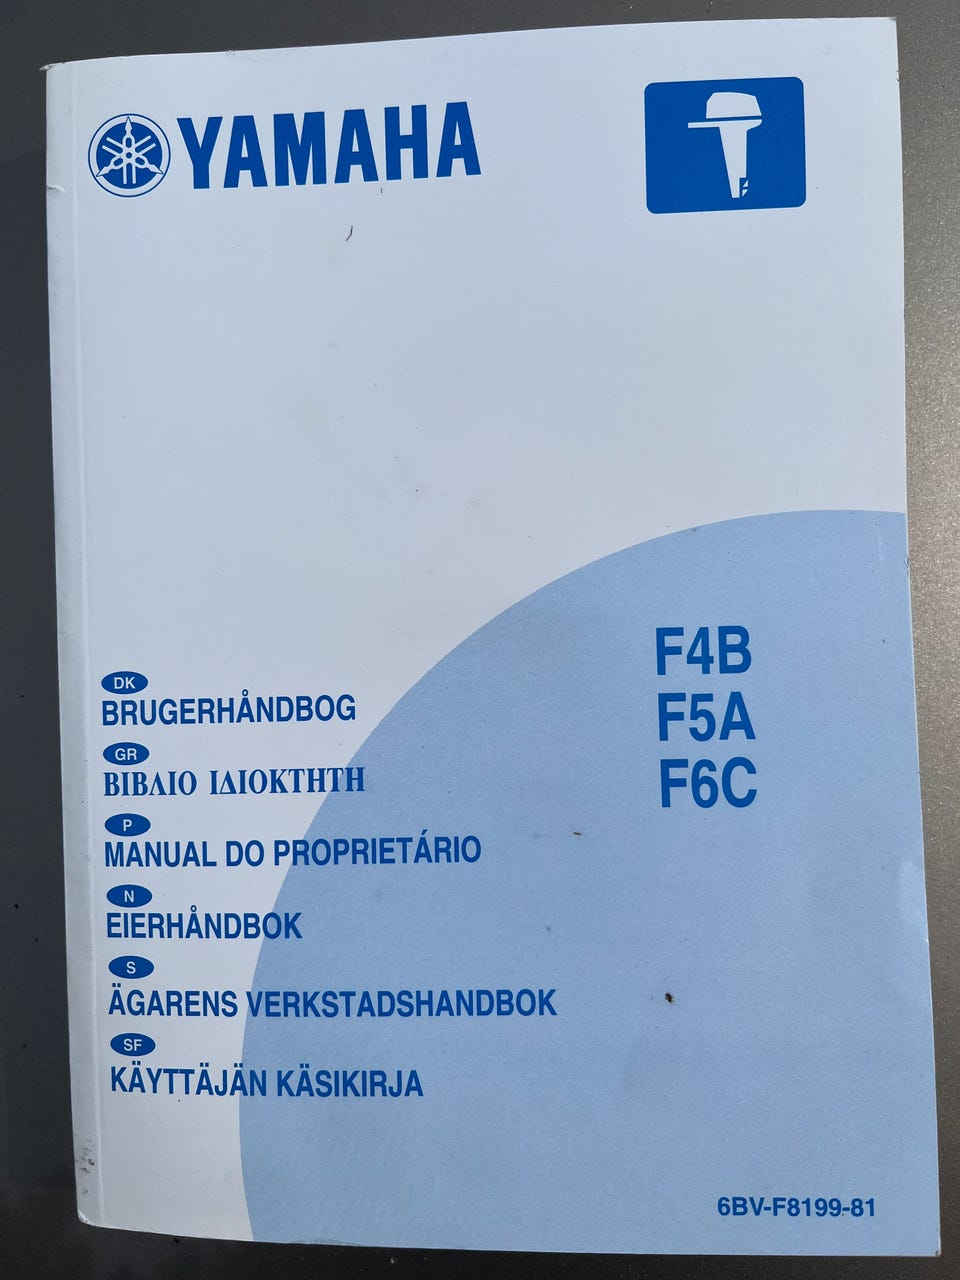 YAMAHA
F4B
F5A
F6C
DK
BRUGERHÅNDBOG
GR
ΒΙΒΛΙΟ ΙΔΙΟΚΤΗΤΗ
P
MANUAL DO PROPRIETÁRIO
N
EIERHÅNDBOK
S
ÄGARENS VERKSTADSHANDBOK
SF
KÄYTTÄJÄN KÄSIKIRJA
6BV-F8199-81